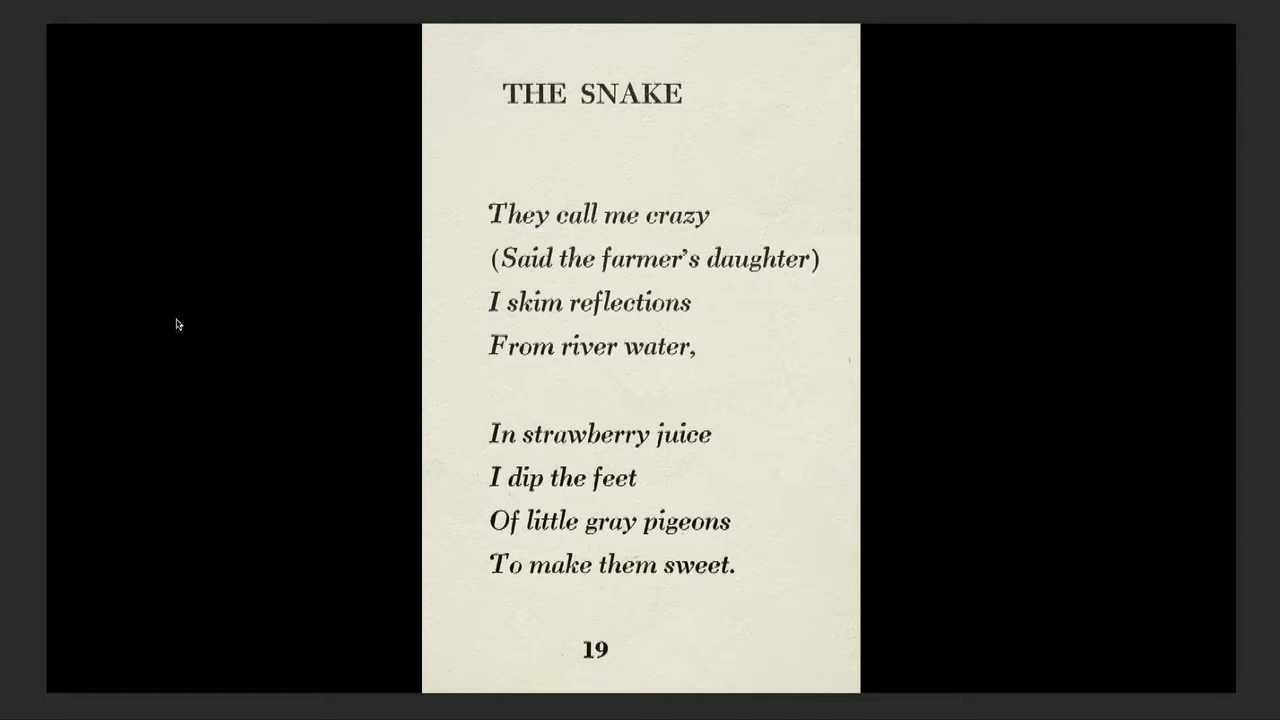 THE SNAKE
They call me crazy
(Said the farmer’s daughter)
I skim reflections
From river water,
In strawberry juice
I dip the feet
Of little gray pigeons
To make them sweet.
19